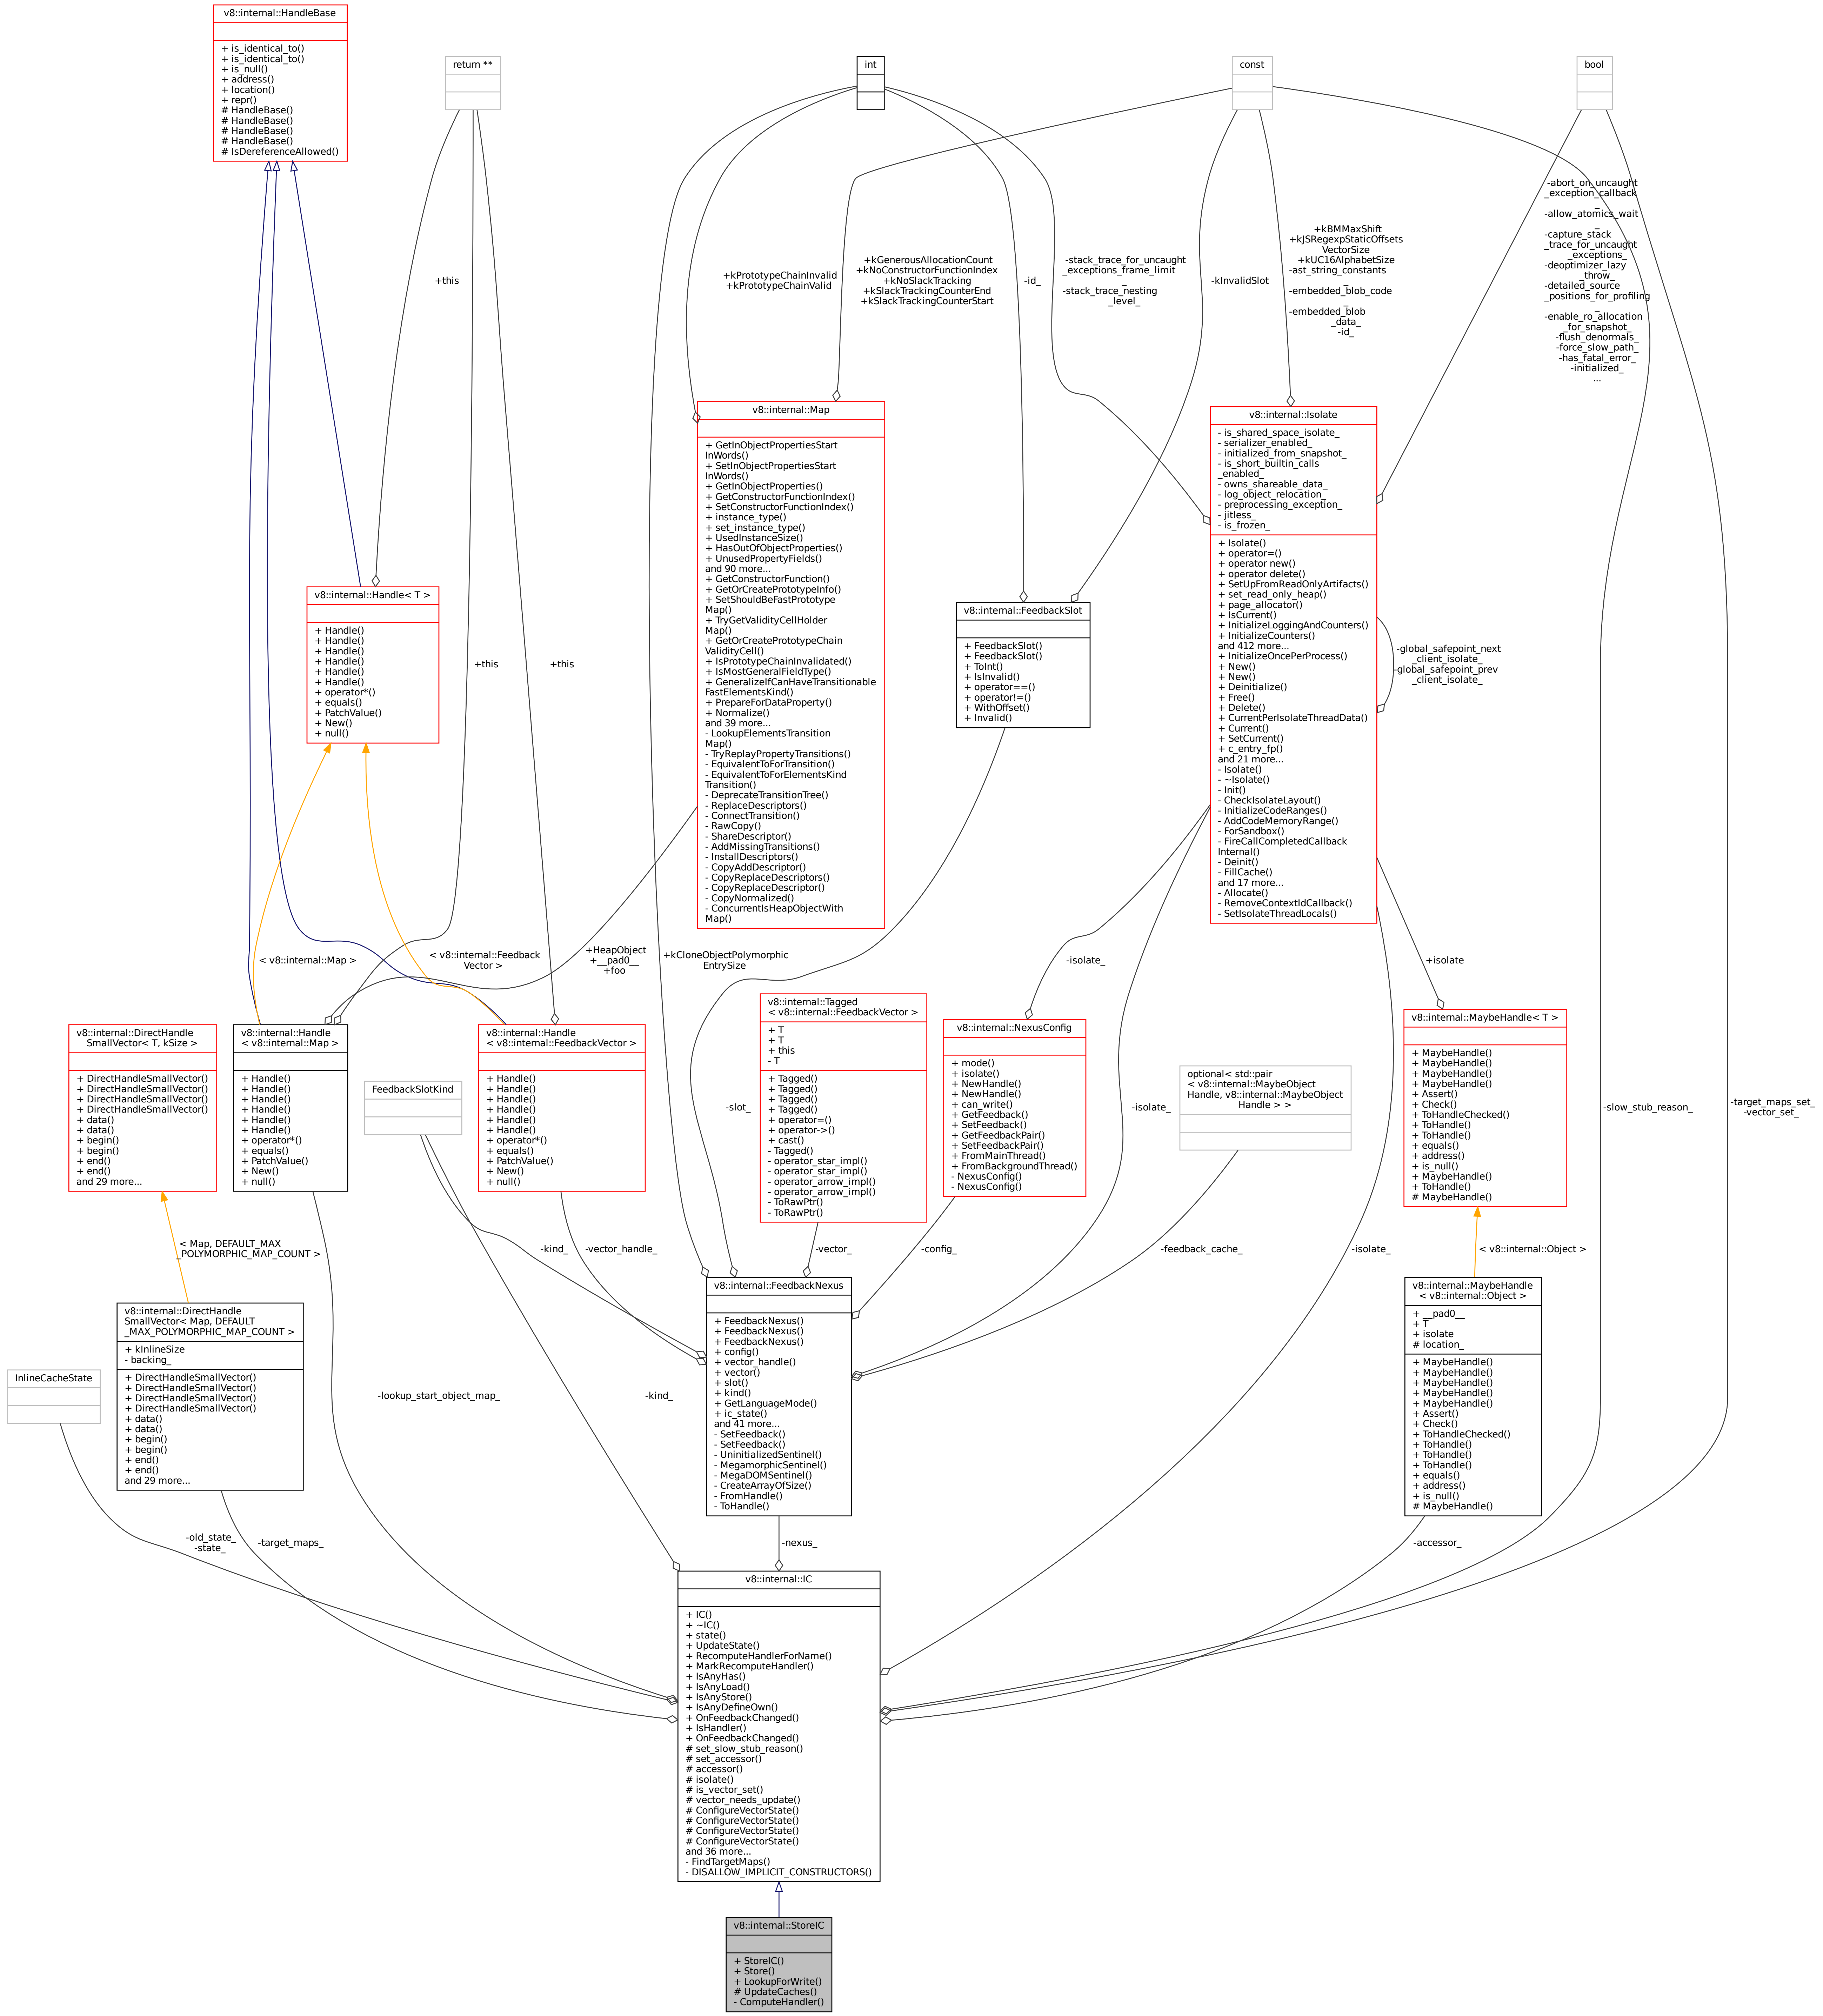 v8::internal::HandleBase
+ is_identical_to()
+ is_identical_to()
+ is_null()
+ address()
+ location()
+ repr()
# HandleBase()
# HandleBase()
# HandleBase()
# HandleBase()
# IsDereferenceAllowed()
return **
int
const
bool
+this
+this
+this
+kPrototypeChainInvalid
+kPrototypeChainValid
+kGenerousAllocationCount
+kNoConstructorFunctionIndex
+kNoSlackTracking
+kSlackTrackingCounterEnd
+kSlackTrackingCounterStart
-id_
-stack_trace_for_uncaught
_exceptions_frame_limit
_
-stack_trace_nesting
_level_
-kInvalidSlot
+kBMMaxShift
+kJSRegexpStaticOffsets
VectorSize
+kUC16AlphabetSize
-ast_string_constants
_
-embedded_blob_code
_
-embedded_blob
_data_
-id_
-abort_on_uncaught
_exception_callback
_
-allow_atomics_wait
_
-capture_stack
_trace_for_uncaught
_exceptions_
-deoptimizer_lazy
_throw_
-detailed_source
_positions_for_profiling
_
-enable_ro_allocation
_for_snapshot_
-flush_denormals_
-force_slow_path_
-has_fatal_error_
-initialized_
...
v8::internal::Map
+ GetInObjectPropertiesStart
InWords()
+ SetInObjectPropertiesStart
InWords()
+ GetInObjectProperties()
+ GetConstructorFunctionIndex()
+ SetConstructorFunctionIndex()
+ instance_type()
+ set_instance_type()
+ UsedInstanceSize()
+ HasOutOfObjectProperties()
+ UnusedPropertyFields()
and 90 more...
+ GetConstructorFunction()
+ GetOrCreatePrototypeInfo()
+ SetShouldBeFastPrototype
Map()
+ TryGetValidityCellHolder
Map()
+ GetOrCreatePrototypeChain
ValidityCell()
+ IsPrototypeChainInvalidated()
+ IsMostGeneralFieldType()
+ GeneralizeIfCanHaveTransitionable
FastElementsKind()
+ PrepareForDataProperty()
+ Normalize()
and 39 more...
- LookupElementsTransition
Map()
- TryReplayPropertyTransitions()
- EquivalentToForTransition()
- EquivalentToForElementsKind
Transition()
- DeprecateTransitionTree()
- ReplaceDescriptors()
- ConnectTransition()
- RawCopy()
- ShareDescriptor()
- AddMissingTransitions()
- InstallDescriptors()
- CopyAddDescriptor()
- CopyReplaceDescriptors()
- CopyReplaceDescriptor()
- CopyNormalized()
- ConcurrentIsHeapObjectWith
Map()
v8::internal::Isolate
- is_shared_space_isolate_
- serializer_enabled_
- initialized_from_snapshot_
- is_short_builtin_calls
_enabled_
- owns_shareable_data_
- log_object_relocation_
- preprocessing_exception_
- jitless_
- is_frozen_
+ Isolate()
+ operator=()
+ operator new()
+ operator delete()
+ SetUpFromReadOnlyArtifacts()
+ set_read_only_heap()
+ page_allocator()
+ IsCurrent()
+ InitializeLoggingAndCounters()
+ InitializeCounters()
and 412 more...
+ InitializeOncePerProcess()
+ New()
+ New()
+ Deinitialize()
+ Free()
+ Delete()
+ CurrentPerIsolateThreadData()
+ Current()
+ SetCurrent()
+ c_entry_fp()
and 21 more...
- Isolate()
- ~Isolate()
- Init()
- CheckIsolateLayout()
- InitializeCodeRanges()
- AddCodeMemoryRange()
- ForSandbox()
- FireCallCompletedCallback
Internal()
- Deinit()
- FillCache()
and 17 more...
- Allocate()
- RemoveContextIdCallback()
- SetIsolateThreadLocals()
v8::internal::Handle< T >
+ Handle()
+ Handle()
+ Handle()
+ Handle()
+ Handle()
+ Handle()
+ operator*()
+ equals()
+ PatchValue()
+ New()
+ null()
v8::internal::FeedbackSlot
+ FeedbackSlot()
+ FeedbackSlot()
+ ToInt()
+ IsInvalid()
+ operator==()
+ operator!=()
+ WithOffset()
+ Invalid()
-global_safepoint_next
_client_isolate_
-global_safepoint_prev
_client_isolate_
< v8::internal::Map >
< v8::internal::Feedback
Vector >
+HeapObject
+__pad0__
+foo
+kCloneObjectPolymorphic
EntrySize
-isolate_
+isolate
v8::internal::DirectHandle
SmallVector< T, kSize >
+ DirectHandleSmallVector()
+ DirectHandleSmallVector()
+ DirectHandleSmallVector()
+ DirectHandleSmallVector()
+ data()
+ data()
+ begin()
+ begin()
+ end()
+ end()
and 29 more...
v8::internal::Handle
< v8::internal::Map >
+ Handle()
+ Handle()
+ Handle()
+ Handle()
+ Handle()
+ Handle()
+ operator*()
+ equals()
+ PatchValue()
+ New()
+ null()
FeedbackSlotKind
v8::internal::Handle
< v8::internal::FeedbackVector >
+ Handle()
+ Handle()
+ Handle()
+ Handle()
+ Handle()
+ Handle()
+ operator*()
+ equals()
+ PatchValue()
+ New()
+ null()
-slot_
v8::internal::Tagged
< v8::internal::FeedbackVector >
+ T
+ T
+ this
- T
+ Tagged()
+ Tagged()
+ Tagged()
+ Tagged()
+ operator=()
+ operator->()
+ cast()
- Tagged()
- operator_star_impl()
- operator_star_impl()
- operator_arrow_impl()
- operator_arrow_impl()
- ToRawPtr()
- ToRawPtr()
v8::internal::NexusConfig
+ mode()
+ isolate()
+ NewHandle()
+ NewHandle()
+ can_write()
+ GetFeedback()
+ SetFeedback()
+ GetFeedbackPair()
+ SetFeedbackPair()
+ FromMainThread()
+ FromBackgroundThread()
- NexusConfig()
- NexusConfig()
-isolate_
optional< std::pair
< v8::internal::MaybeObject
Handle, v8::internal::MaybeObject
Handle > >
v8::internal::MaybeHandle< T >
+ MaybeHandle()
+ MaybeHandle()
+ MaybeHandle()
+ MaybeHandle()
+ Assert()
+ Check()
+ ToHandleChecked()
+ ToHandle()
+ ToHandle()
+ equals()
+ address()
+ is_null()
+ MaybeHandle()
+ ToHandle()
# MaybeHandle()
-slow_stub_reason_
-target_maps_set_
-vector_set_
< Map, DEFAULT_MAX
_POLYMORPHIC_MAP_COUNT >
-kind_
-vector_handle_
-vector_
-config_
-feedback_cache_
-isolate_
< v8::internal::Object >
InlineCacheState
v8::internal::DirectHandle
SmallVector< Map, DEFAULT
_MAX_POLYMORPHIC_MAP_COUNT >
+ kInlineSize
- backing_
+ DirectHandleSmallVector()
+ DirectHandleSmallVector()
+ DirectHandleSmallVector()
+ DirectHandleSmallVector()
+ data()
+ data()
+ begin()
+ begin()
+ end()
+ end()
and 29 more...
-lookup_start_object_map_
-kind_
v8::internal::FeedbackNexus
+ FeedbackNexus()
+ FeedbackNexus()
+ FeedbackNexus()
+ config()
+ vector_handle()
+ vector()
+ slot()
+ kind()
+ GetLanguageMode()
+ ic_state()
and 41 more...
- SetFeedback()
- SetFeedback()
- UninitializedSentinel()
- MegamorphicSentinel()
- MegaDOMSentinel()
- CreateArrayOfSize()
- FromHandle()
- ToHandle()
v8::internal::MaybeHandle
< v8::internal::Object >
+ __pad0__
+ T
+ isolate
# location_
+ MaybeHandle()
+ MaybeHandle()
+ MaybeHandle()
+ MaybeHandle()
+ MaybeHandle()
+ Assert()
+ Check()
+ ToHandleChecked()
+ ToHandle()
+ ToHandle()
+ ToHandle()
+ equals()
+ address()
+ is_null()
# MaybeHandle()
-old_state_
-state_
-target_maps_
-nexus_
-accessor_
v8::internal::IC
+ IC()
+ ~IC()
+ state()
+ UpdateState()
+ RecomputeHandlerForName()
+ MarkRecomputeHandler()
+ IsAnyHas()
+ IsAnyLoad()
+ IsAnyStore()
+ IsAnyDefineOwn()
+ OnFeedbackChanged()
+ IsHandler()
+ OnFeedbackChanged()
# set_slow_stub_reason()
# set_accessor()
# accessor()
# isolate()
# is_vector_set()
# vector_needs_update()
# ConfigureVectorState()
# ConfigureVectorState()
# ConfigureVectorState()
# ConfigureVectorState()
and 36 more...
- FindTargetMaps()
- DISALLOW_IMPLICIT_CONSTRUCTORS()
v8::internal::StoreIC
+ StoreIC()
+ Store()
+ LookupForWrite()
# UpdateCaches()
- ComputeHandler()